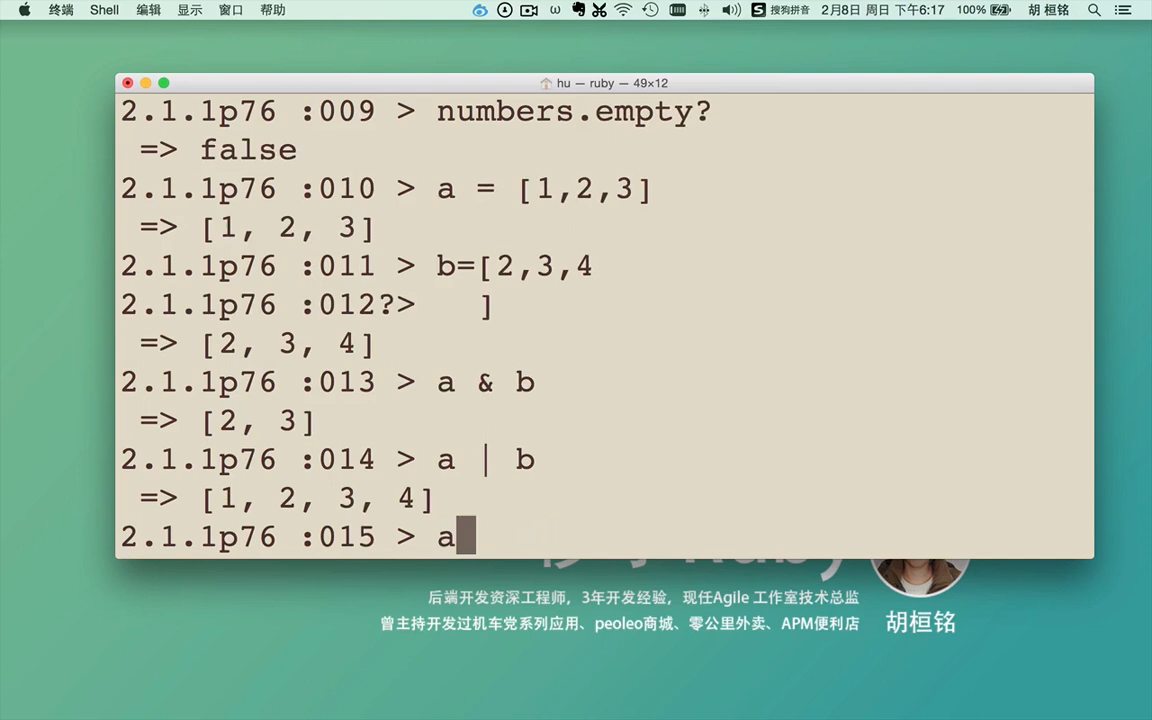 终端 Shell 编辑 显示 窗口 帮助 2月8日 周日 下午6:17 100% 胡桓铭 搜狗拼音
hu — ruby — 49×12
2.1.1p76 :009 > numbers.empty?
=> false
2.1.1p76 :010 > a = [1,2,3]
=> [1, 2, 3]
2.1.1p76 :011 > b=[2,3,4
2.1.1p76 :012?> ]
=> [2, 3, 4]
2.1.1p76 :013 > a & b
=> [2, 3]
2.1.1p76 :014 > a | b
=> [1, 2, 3, 4]
2.1.1p76 :015 > a
Ruby
后端开发资深工程师，3年开发经验，现任Agile 工作室技术总监
曾主持开发过机车党系列应用、peoleo商城、零公里外卖、APM便利店
胡桓铭